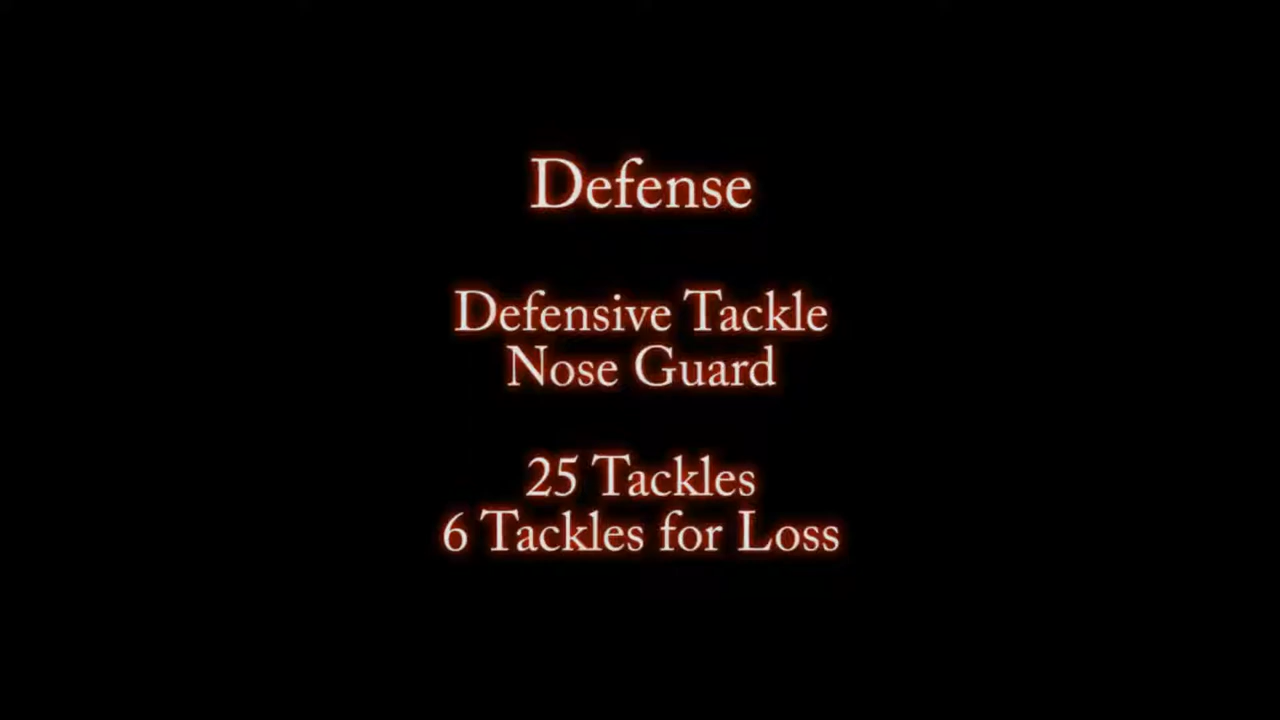 Defense
Defensive Tackle
Nose Guard
25 Tackles
6 Tackles for Loss